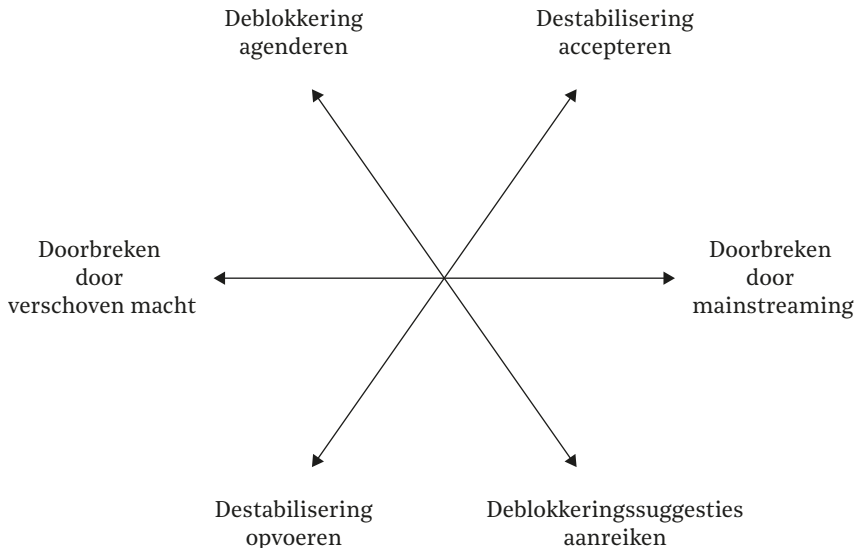 Deblokkering
agenderen
Destabilisering
accepteren
Doorbreken
door
verschoven macht
Doorbreken
door
mainstreaming
Destabilisering
opvoeren
Deblokkeringssuggesties
aanreiken